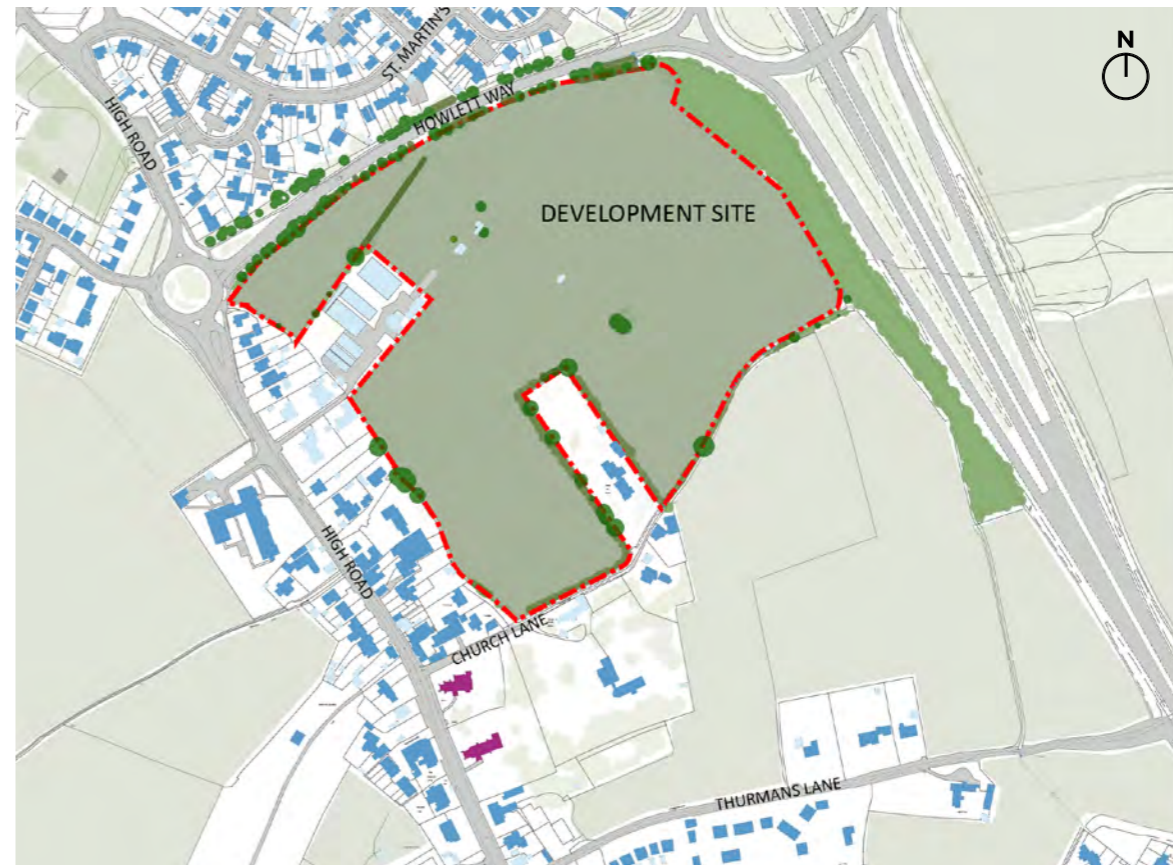 N
ST. MARTIN'S
HOWLETT WAY
HIGH ROAD
DEVELOPMENT SITE
HIGH ROAD
CHURCH LANE
THURMANS LANE